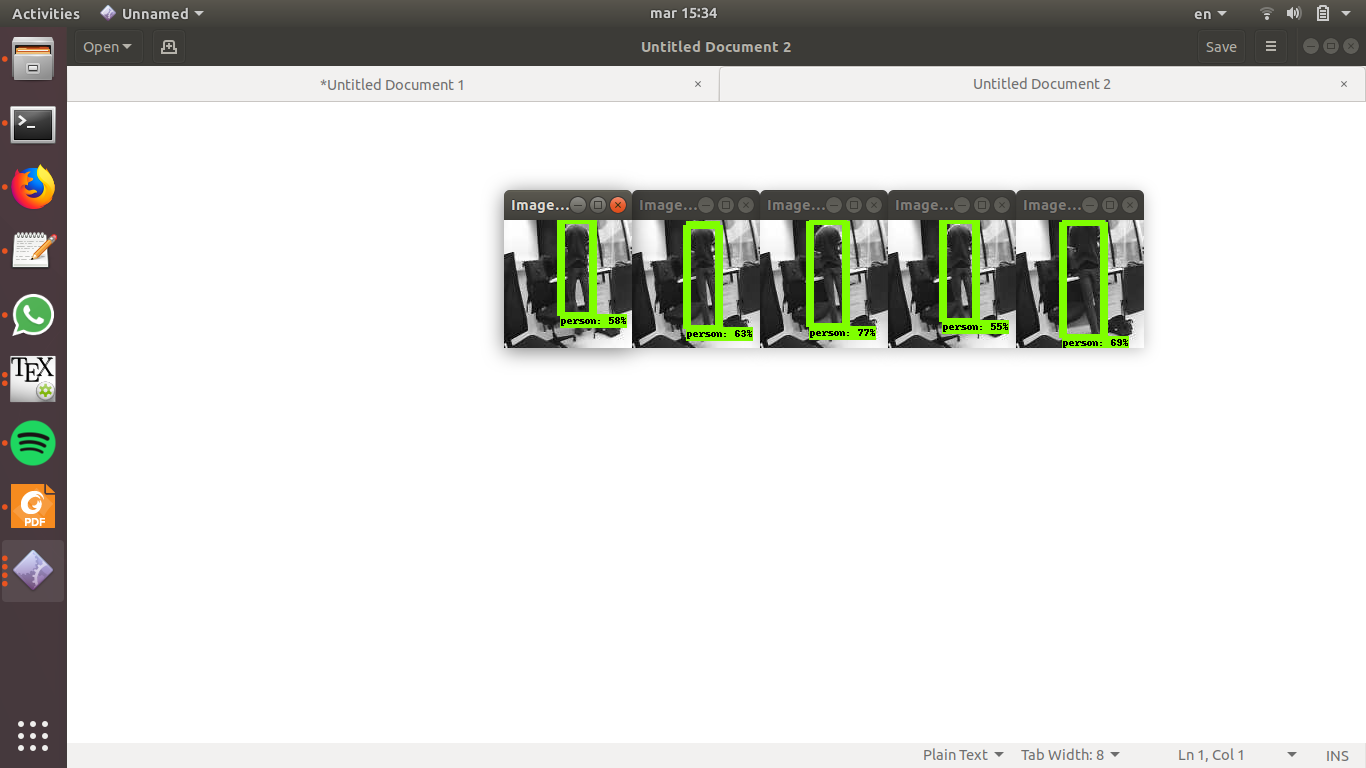 Activities
Unnamed
mar 15:34
en
Open
Untitled Document 2
Save
*Untitled Document 1
Untitled Document 2
Image...
Image...
Image...
Image...
Image...
person: 58%
person: 63%
person: 77%
person: 55%
person: 69%
TEX
PDF
Plain Text
Tab Width: 8
Ln 1, Col 1
INS